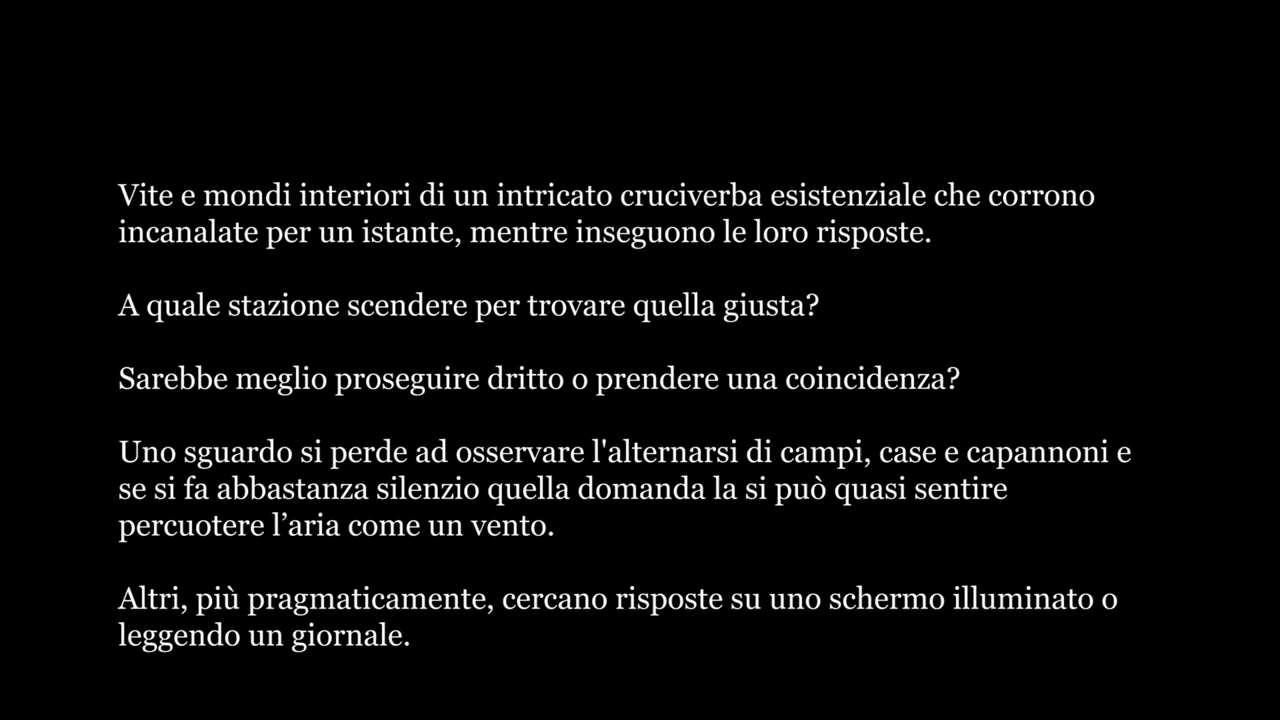 Vite e mondi interiori di un intricato cruciverba esistenziale che corrono
incanalate per un istante, mentre inseguono le loro risposte.
A quale stazione scendere per trovare quella giusta?
Sarebbe meglio proseguire dritto o prendere una coincidenza?
Uno sguardo si perde ad osservare l'alternarsi di campi, case e capannoni e
se si fa abbastanza silenzio quella domanda la si può quasi sentire
percuotere l’aria come un vento.
Altri, più pragmaticamente, cercano risposte su uno schermo illuminato o
leggendo un giornale.